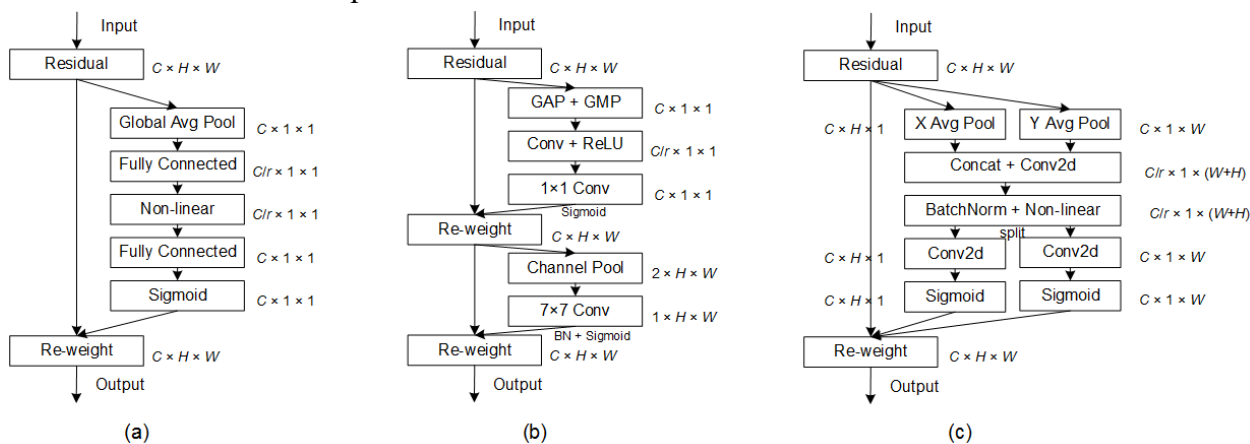 Input
Residual
C × H × W
Global Avg Pool
C × 1 × 1
Fully Connected
C/r × 1 × 1
Non-linear
C/r × 1 × 1
Fully Connected
C × 1 × 1
Sigmoid
C × 1 × 1
Re-weight
C × H × W
Output
(a)
Input
Residual
C × H × W
GAP + GMP
C × 1 × 1
Conv + ReLU
C/r × 1 × 1
1×1 Conv
C × 1 × 1
Sigmoid
Re-weight
C × H × W
Channel Pool
2 × H × W
7×7 Conv
1 × H × W
BN + Sigmoid
Re-weight
C × H × W
Output
(b)
Input
Residual
C × H × W
C × H × 1
X Avg Pool
Y Avg Pool
C × 1 × W
Concat + Conv2d
C/r × 1 × (W+H)
BatchNorm + Non-linear
C/r × 1 × (W+H)
split
C × H × 1
Conv2d
Conv2d
C × 1 × W
C × H × 1
Sigmoid
Sigmoid
C × 1 × W
Re-weight
C × H × W
Output
(c)